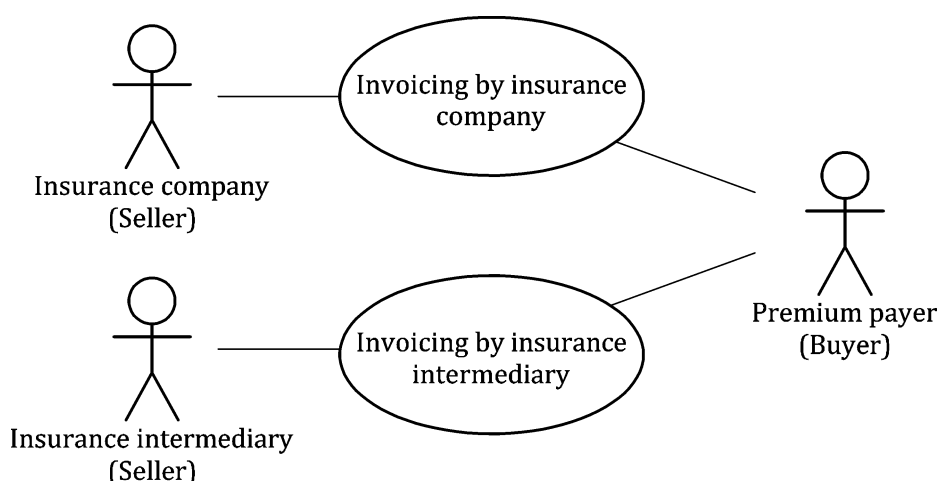 Invoicing by insurance
company
Insurance company
(Seller)
Premium payer
(Buyer)
Invoicing by insurance
intermediary
Insurance intermediary
(Seller)